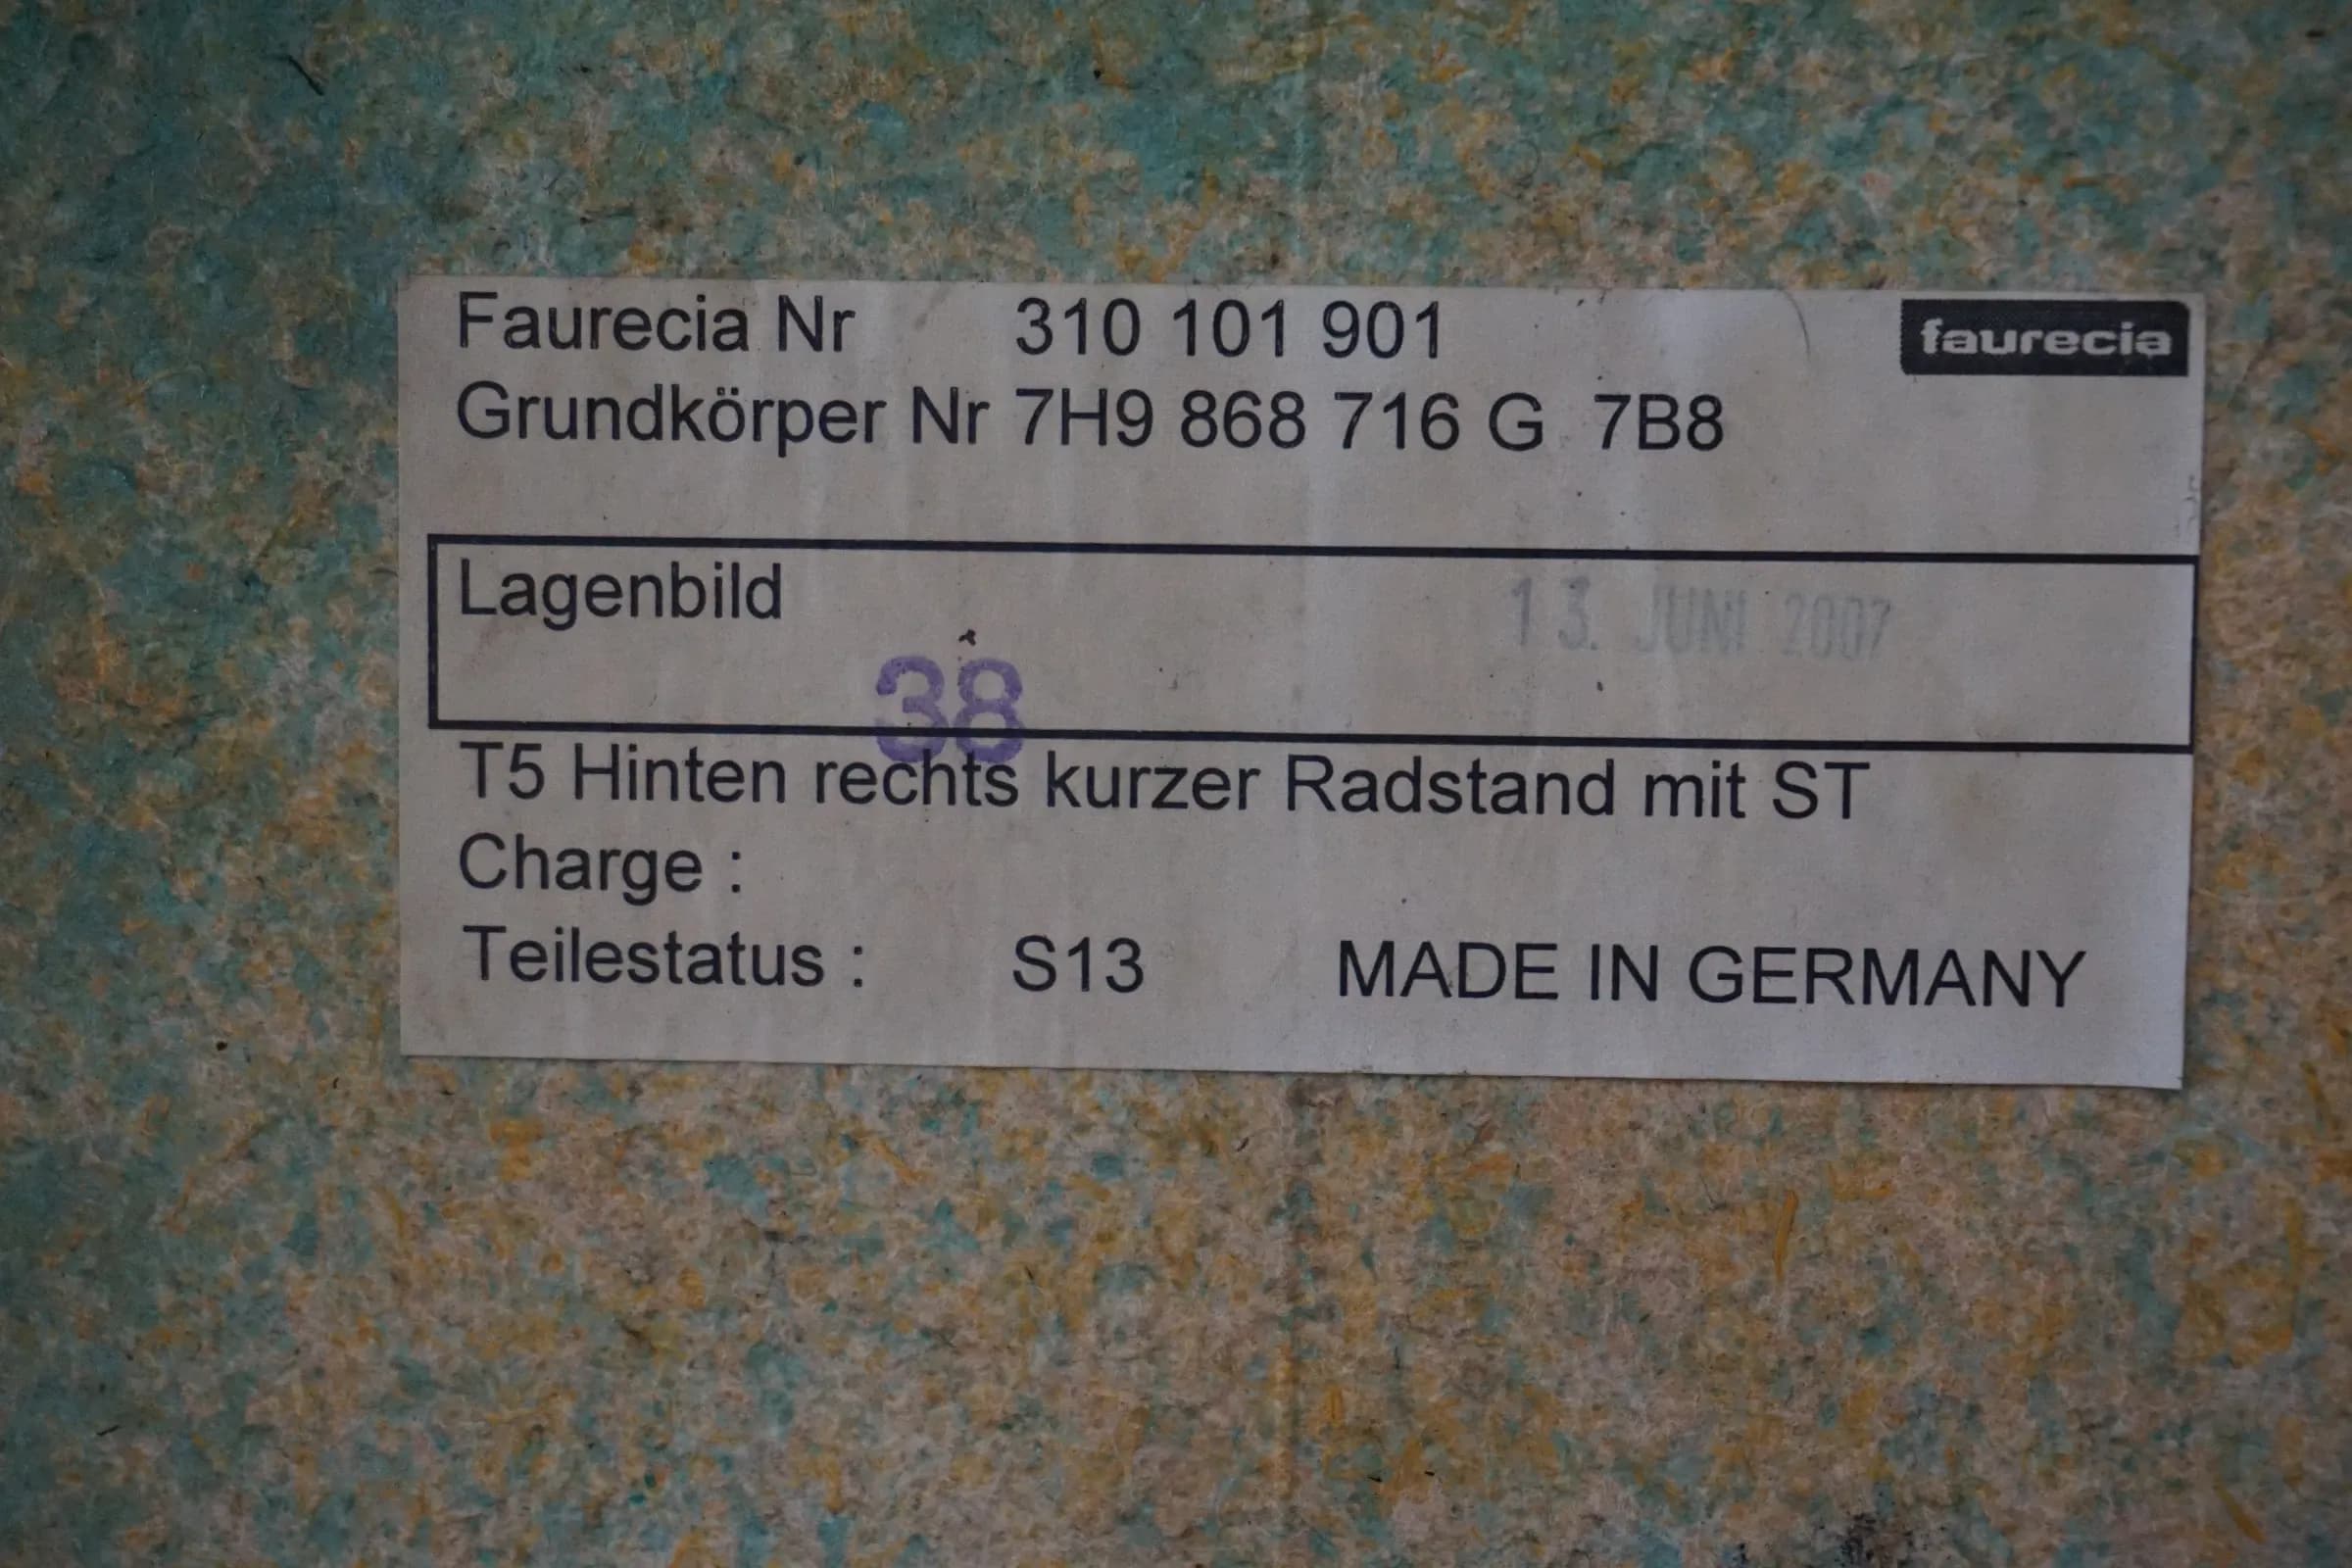 Faurecia Nr 310 101 901 faurecia
Grundkörper Nr 7H9 868 716 G 7B8
Lagenbild 13. JUNI 2007
38
T5 Hinten rechts kurzer Radstand mit ST
Charge :
Teilestatus : S13 MADE IN GERMANY